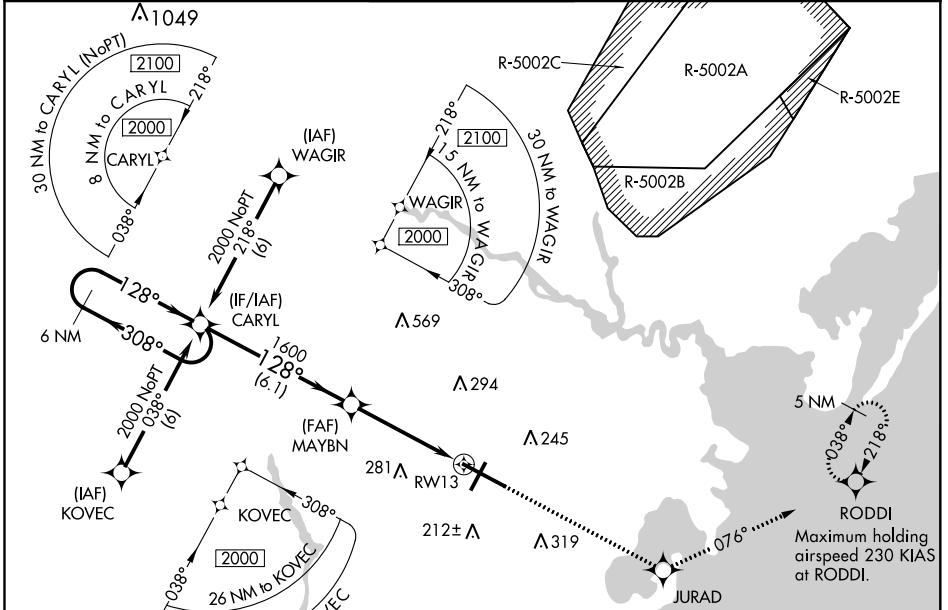 1049
30 NM to CARYL (NoPT)
2100
218°
8 NM to CARYL
2000
CARYL
038°
(IAF)
WAGIR
2000 NoPT
218°
(6)
218°
2100
30 NM to WAGIR
15 NM to WAGIR
WAGIR
2000
308°
R-5002C
R-5002A
R-5002E
R-5002B
128°
308°
6 NM
(IF/IAF)
CARYL
2000 NoPT
038°
(6)
(IAF)
KOVEC
1600
128°
(6.1)
(FAF)
MAYBN
569
294
245
281
RW13
212±
319
KOVEC
308°
038°
2000
26 NM to KOVEC
VEC
076°
JURAD
5 NM
038°
218°
RODDI
Maximum holding
airspeed 230 KIAS
at RODDI.